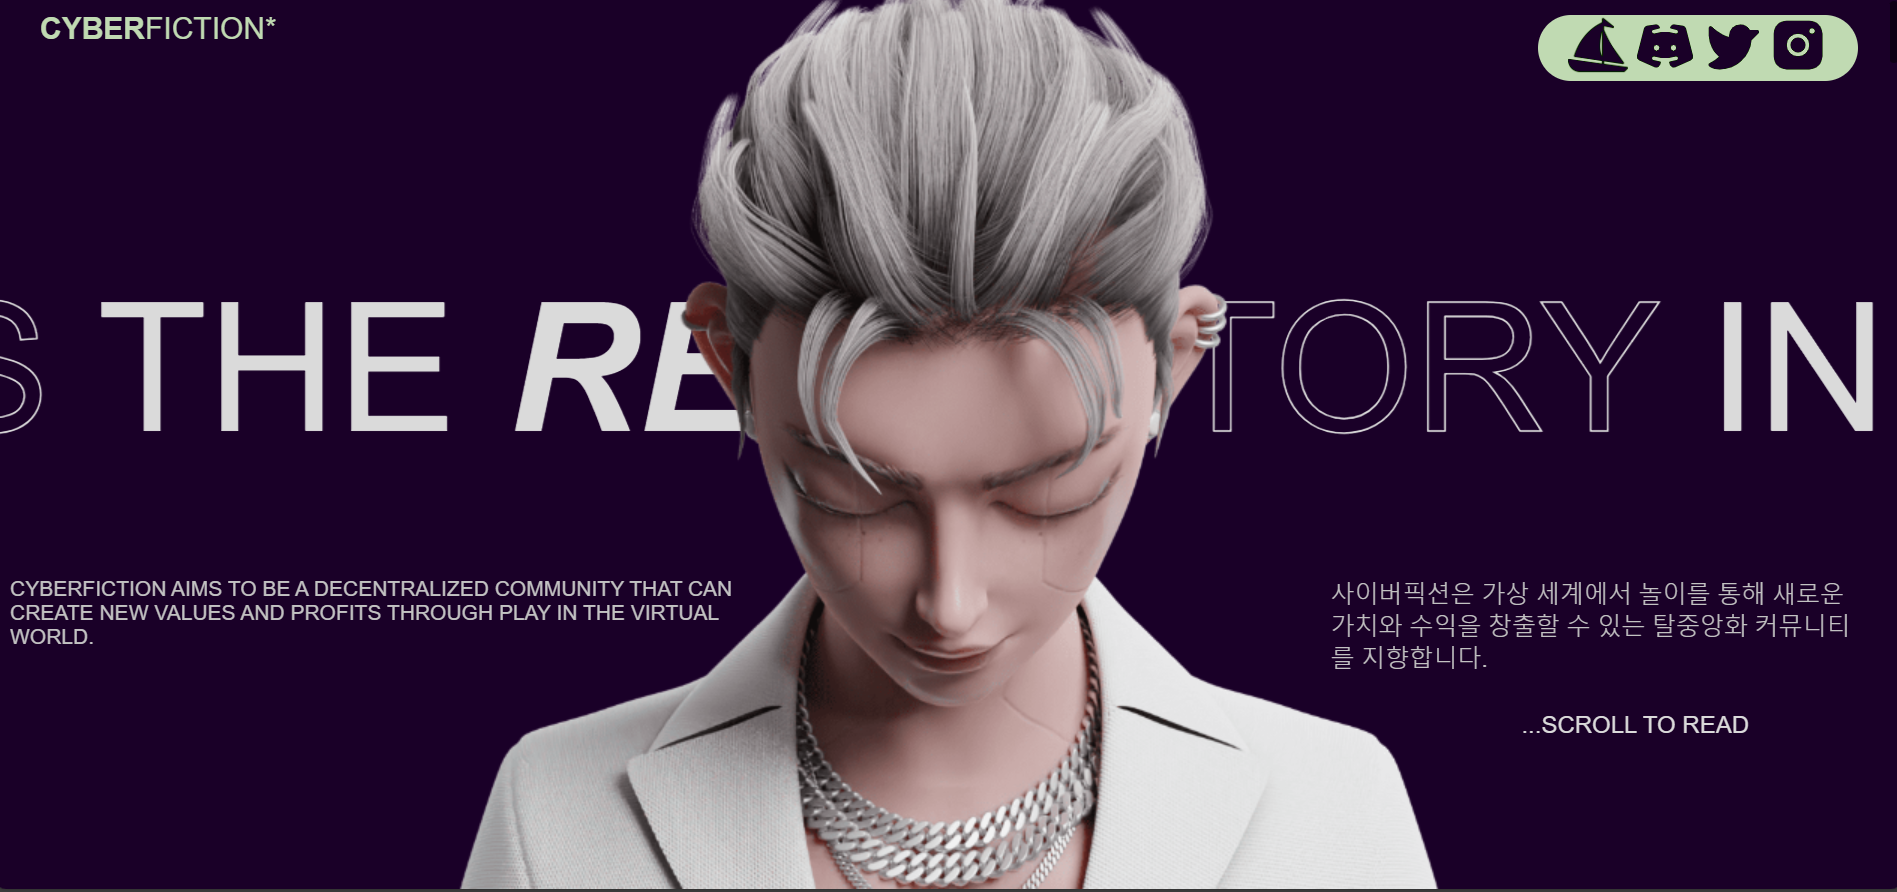 CYBERFICTION*
S THE RE TORY IN
CYBERFICTION AIMS TO BE A DECENTRALIZED COMMUNITY THAT CAN
CREATE NEW VALUES AND PROFITS THROUGH PLAY IN THE VIRTUAL
WORLD.
사이버픽션은 가상 세계에서 놀이를 통해 새로운
가치와 수익을 창출할 수 있는 탈중앙화 커뮤니티
를 지향합니다.
...SCROLL TO READ